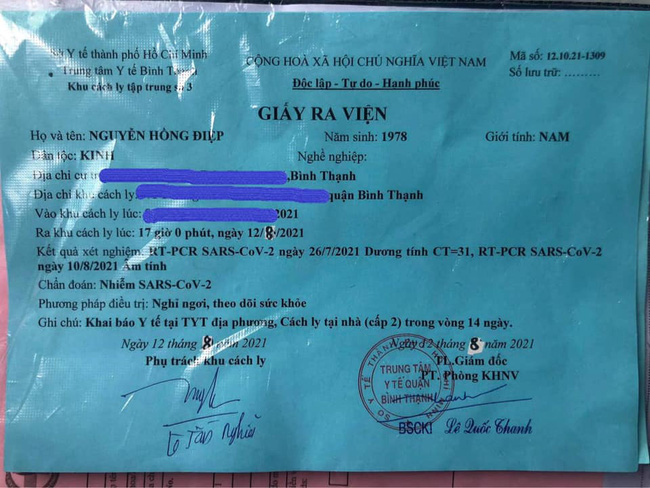 Sở Y tế thành phố Hồ Chí Minh
Trung tâm Y tế Bình Thạnh
Khu cách ly tập trung số 3
CỘNG HOÀ XÃ HỘI CHỦ NGHĨA VIỆT NAM
Độc lập - Tự do - Hạnh phúc
Mã số: 12.10.21-1309
Số lưu trữ: .........
GIẤY RA VIỆN
Họ và tên: NGUYỄN HỒNG ĐIỆP Năm sinh: 1978 Giới tính: NAM
Dân tộc: KINH Nghề nghiệp:
Địa chỉ cư ,Bình Thạnh
Địa chỉ khu cách ly: quận Bình Thạnh
Vào khu cách ly lúc: /2021
Ra khu cách ly lúc: 17 giờ 0 phút, ngày 12/8/2021
Kết quả xét nghiệm: RT-PCR SARS-CoV-2 ngày 26/7/2021 Dương tính CT=31, RT-PCR SARS-CoV-2
ngày 10/8/2021 Âm tính
Chẩn đoán: Nhiễm SARS-CoV-2
Phương pháp điều trị: Nghỉ ngơi, theo dõi sức khỏe
Ghi chú: Khai báo Y tế tại TYT địa phương, Cách ly tại nhà (cấp 2) trong vòng 14 ngày.
Ngày 12 tháng 8 năm 2021
Phụ trách khu cách ly
Ngày 12 tháng 8 năm 2021
TL.Giám đốc
PT. Phòng KHNV
TRUNG TÂM
Y TẾ QUẬN
BÌNH THẠNH
BSCKI Lê Quốc Thanh